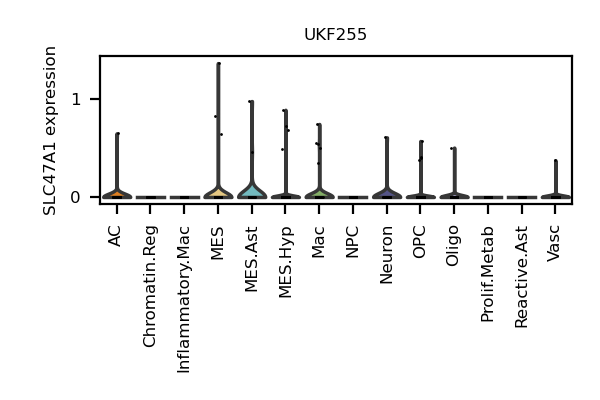 UKF255
SLC47A1 expression
1
0
AC
Chromatin.Reg
Inflammatory.Mac
MES
MES.Ast
MES.Hyp
Mac
NPC
Neuron
OPC
Oligo
Prolif.Metab
Reactive.Ast
Vasc